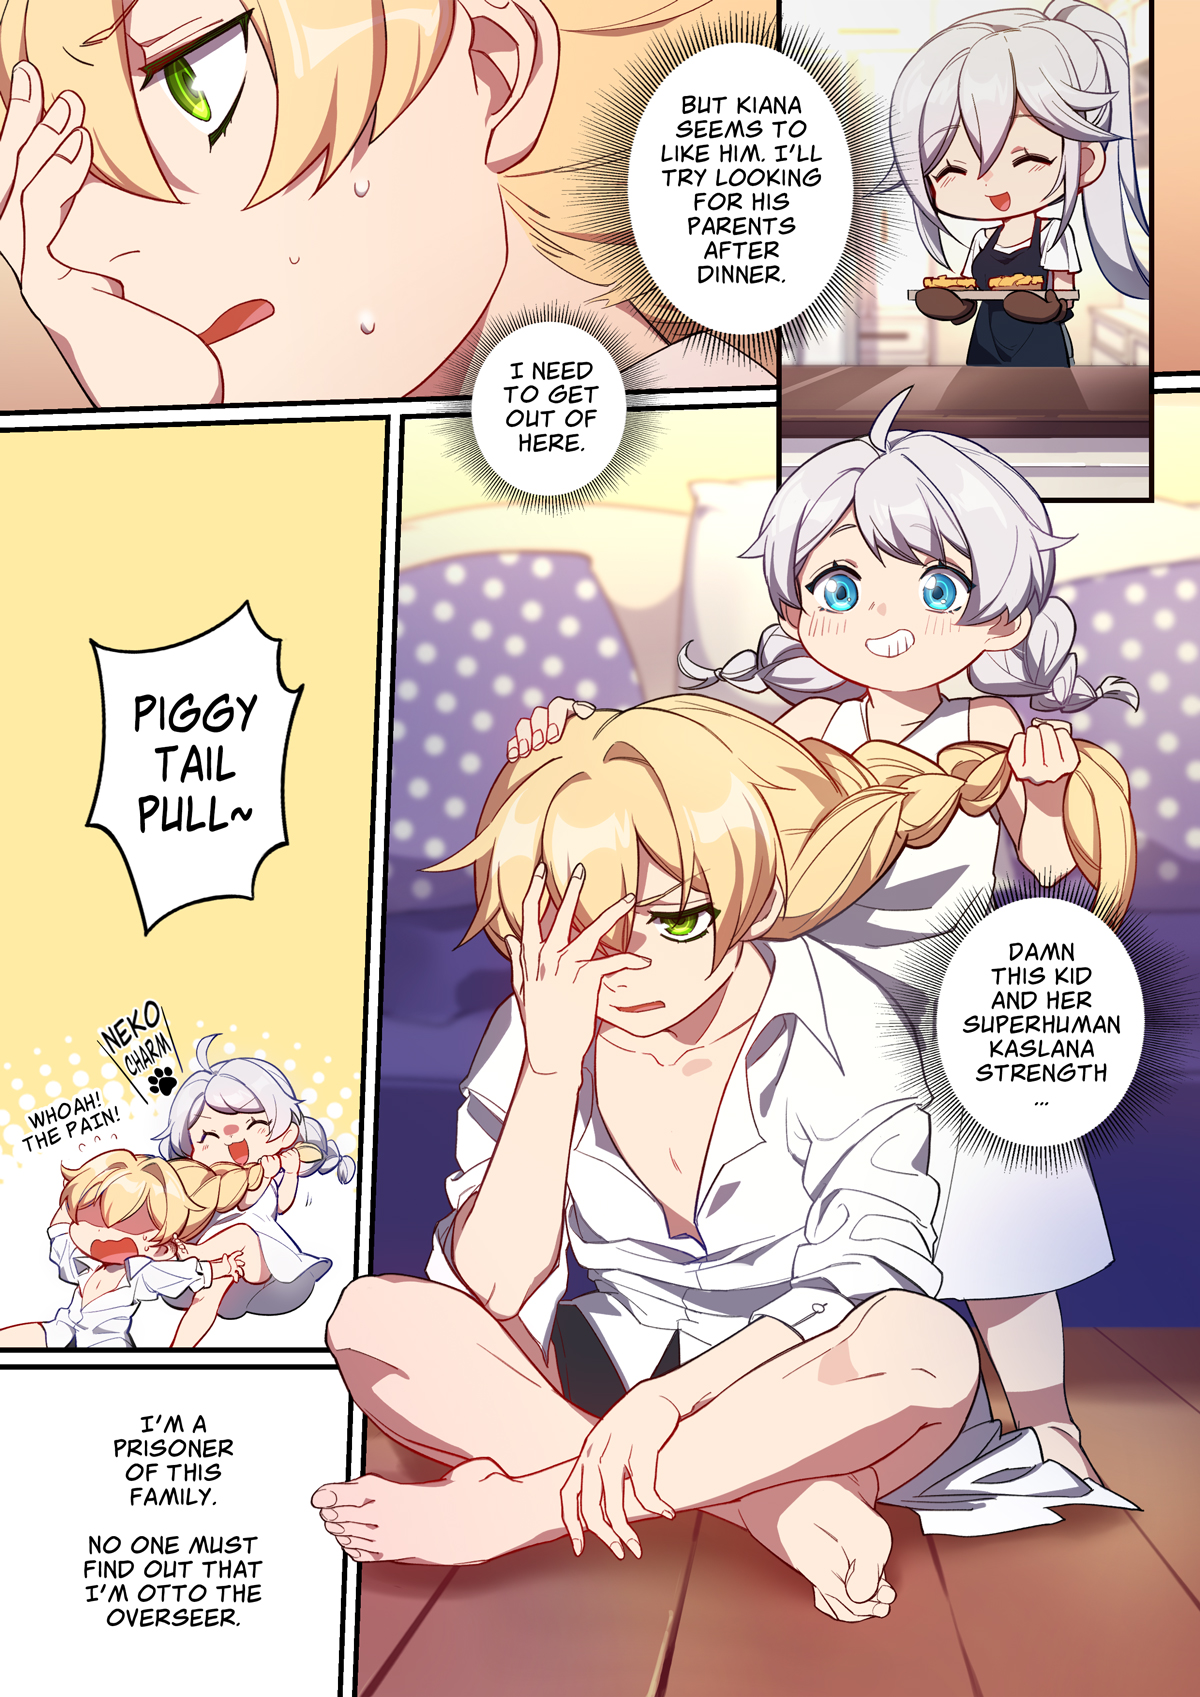 BUT KIANA
SEEMS TO
LIKE HIM. I'LL
TRY LOOKING
FOR HIS
PARENTS
AFTER
DINNER.
I NEED
TO GET
OUT OF
HERE.
PIGGY
TAIL
PULL~
NEKO
CHARM
WHOAH!
THE PAIN!
DAMN
THIS KID
AND HER
SUPERHUMAN
KASLANA
STRENGTH
...
I'M A
PRISONER
OF THIS
FAMILY.
NO ONE MUST
FIND OUT THAT
I'M OTTO THE
OVERSEER.